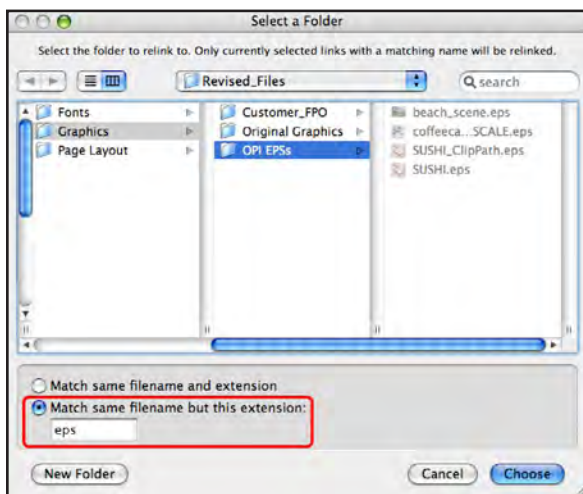 Select a Folder
Select the folder to relink to. Only currently selected links with a matching name will be relinked.
Revised_Files
search
Fonts
Graphics
Page Layout
Customer_FPO
Original Graphics
OPI EPSs
beach_scene.eps
coffeeca...SCALE.eps
SUSHI_ClipPath.eps
SUSHI.eps
Match same filename and extension
Match same filename but this extension:
eps
New Folder
Cancel
Choose